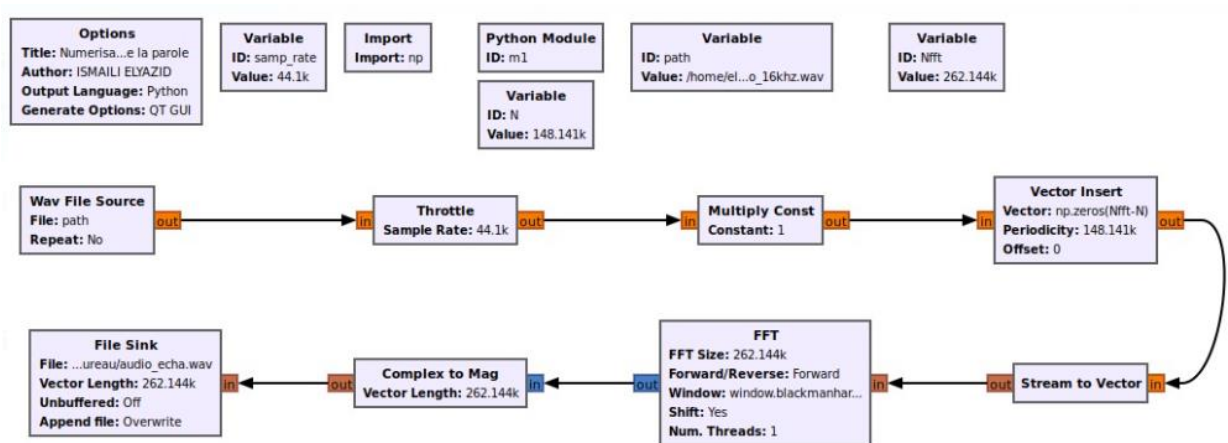 Options
Title: Numerisa...e la parole
Author: ISMAILI ELYAZID
Output Language: Python
Generate Options: QT GUI
Variable
ID: samp_rate
Value: 44.1k
Import
Import: np
Python Module
ID: m1
Variable
ID: N
Value: 148.141k
Variable
ID: path
Value: /home/el...o_16khz.wav
Variable
ID: Nfft
Value: 262.144k
Wav File Source
File: path
Repeat: No
out
in
Throttle
Sample Rate: 44.1k
out
in
Multiply Const
Constant: 1
out
in
Vector Insert
Vector: np.zeros(Nfft-N)
Periodicity: 148.141k
Offset: 0
out
File Sink
File: ...ureau/audio_echa.wav
Vector Length: 262.144k
Unbuffered: Off
Append file: Overwrite
in
out
Complex to Mag
Vector Length: 262.144k
in
out
FFT
FFT Size: 262.144k
Forward/Reverse: Forward
Window: window.blackmanhar...
Shift: Yes
Num. Threads: 1
in
out
Stream to Vector
in